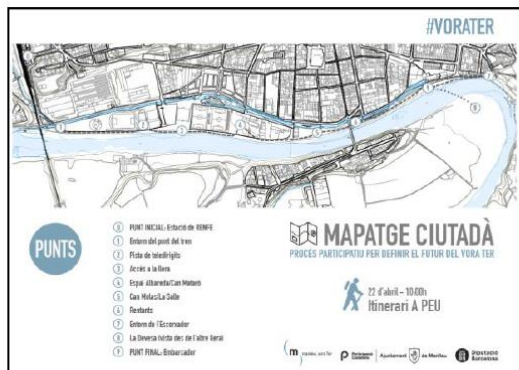 #VORATER
PUNTS
0 PUNT INICIAL: Estació de RENFE
1 Entorn del pont del tren
2 Pista de teledirigits
3 Accés a la llera
4 Espai Albareda/Can Mataró
5 Can Molas/La Salle
6 Rentants
7 Entorn de l'Escorxador
8 La Devesa (vista des de l'altre llera)
9 PUNT FINAL: Embarcador
MAPATGE CIUTADÀ
PROCÉS PARTICIPATIU PER DEFINIR EL FUTUR DEL VORA TER
22 d'abril - 10:00h
Itinerari A PEU
Ajuntament de Manlleu
Diputació
Barcelona